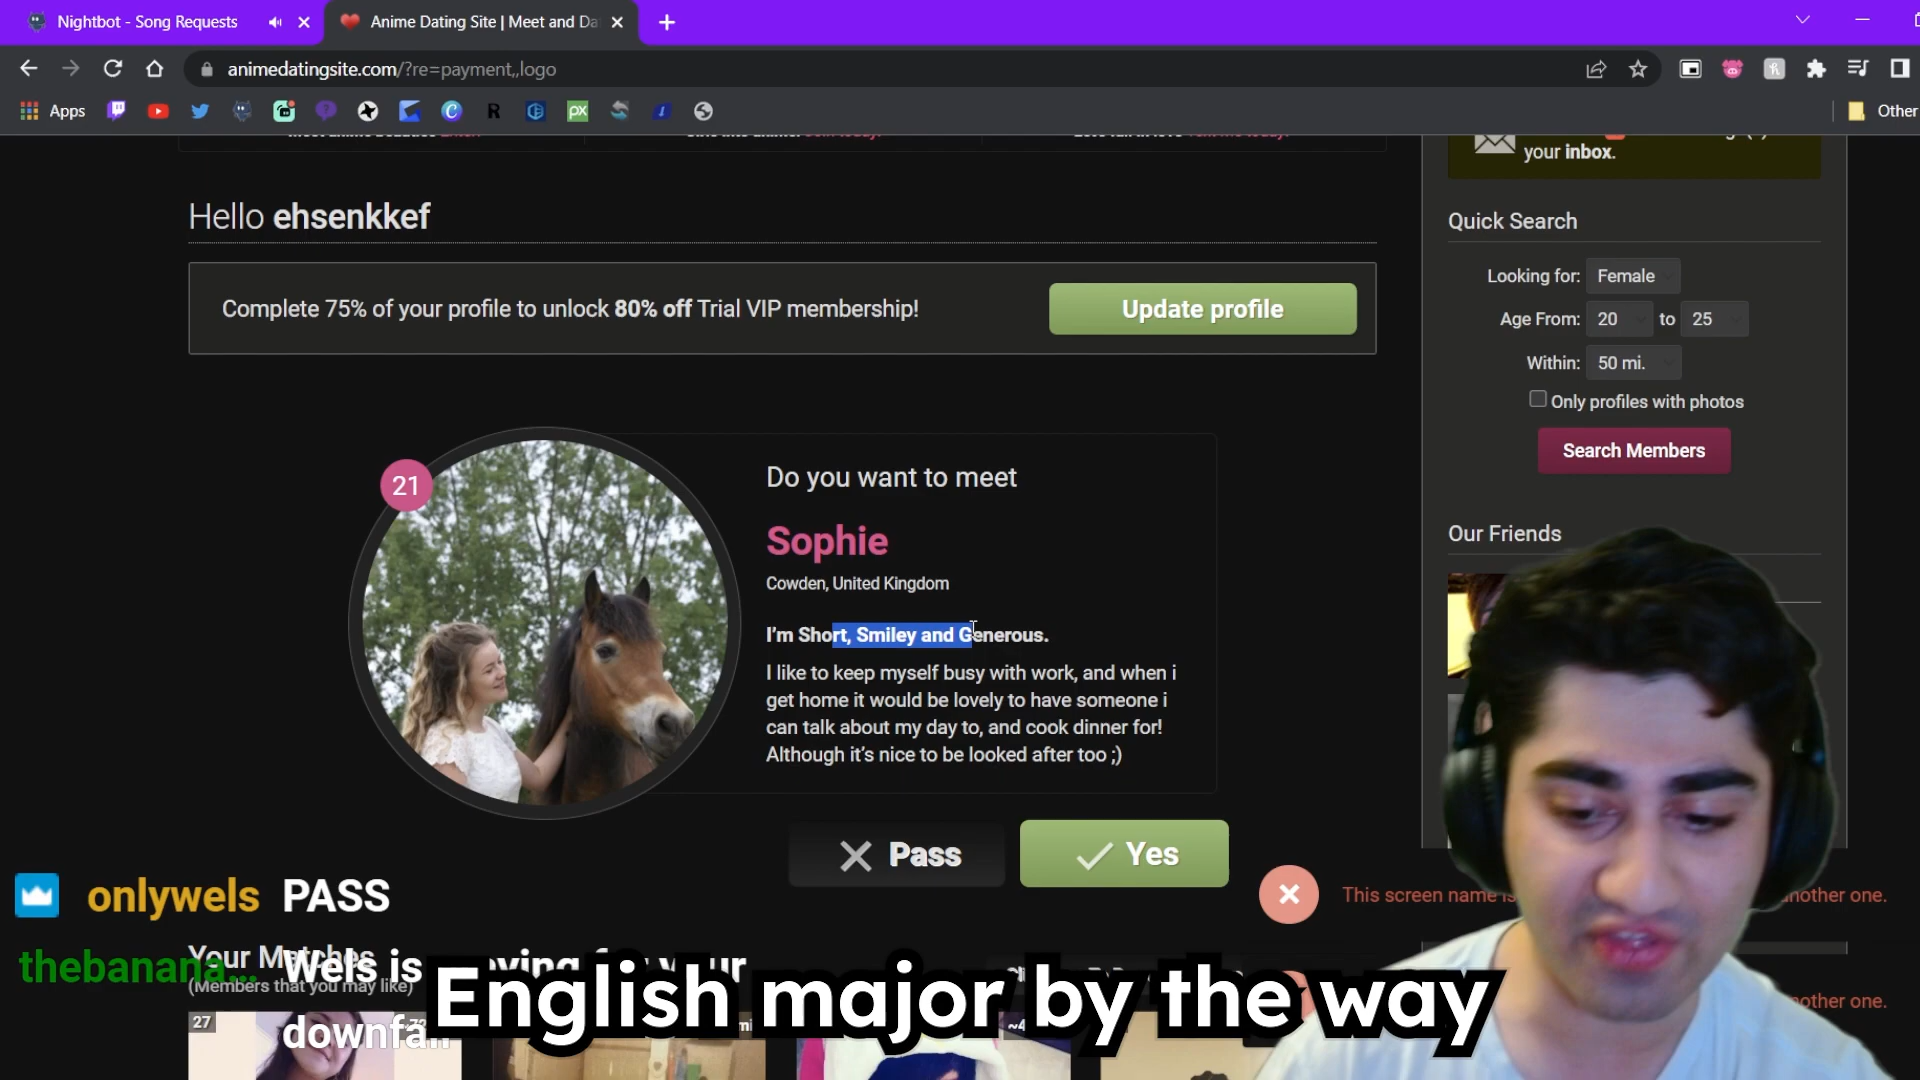 Nightbot - Song Requests
Anime Dating Site | Meet and Da
animedatingsite.com/?re=payment,,logo
Apps
Other
your inbox.
Hello ehsenkkef
Complete 75% of your profile to unlock 80% off Trial VIP membership!
Update profile
Quick Search
Looking for: Female
Age From: 20 to 25
Within: 50 mi.
Only profiles with photos
Search Members
Our Friends
21
Do you want to meet
Sophie
Cowden, United Kingdom
I'm Short, Smiley and Generous.
I like to keep myself busy with work, and when i
get home it would be lovely to have someone i
can talk about my day to, and cook dinner for!
Although it's nice to be looked after too ;)
Pass
Yes
This screen name
nother one.
onlywels PASS
Your Matches
(Members that you may like)
thebanana... Wels is your
nother one.
English major by the way
27